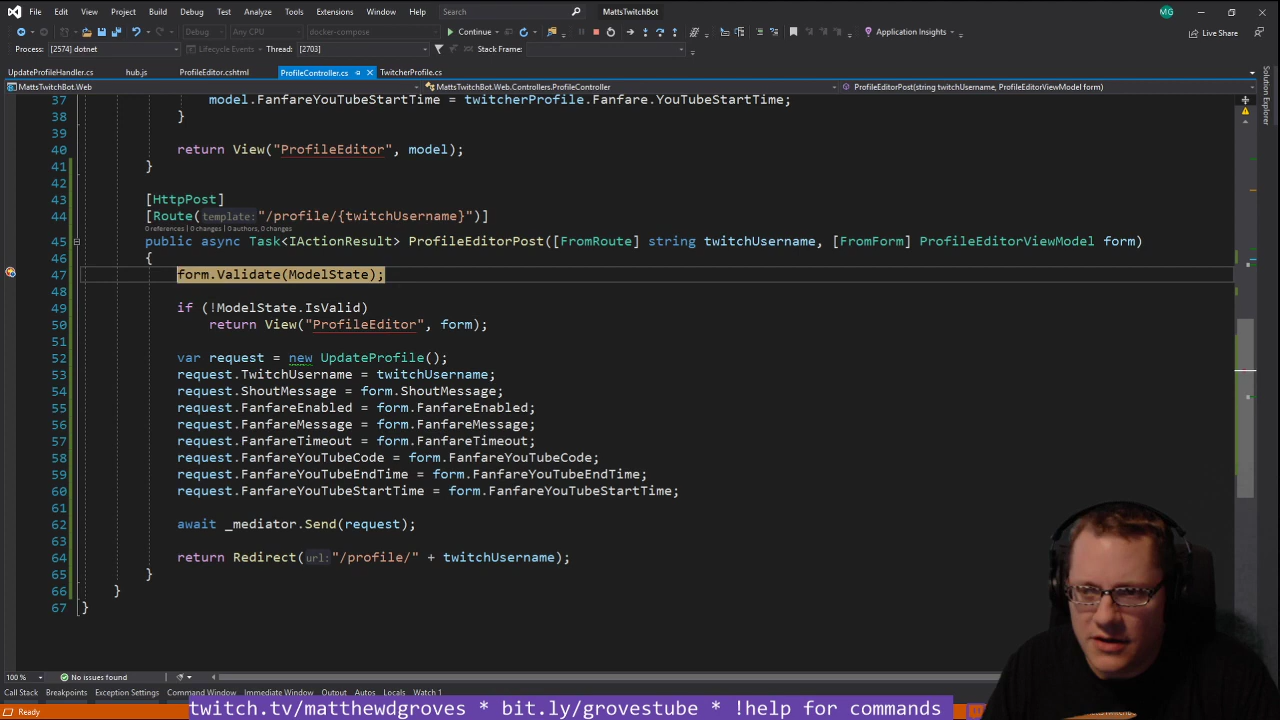 File Edit View Project Build Debug Test Analyze Tools Extensions Window Help Search MattsTwitchBot MG
Debug Any CPU docker-compose Continue Application Insights Live Share
Process: [2574] dotnet Lifecycle Events Thread: [2703] Stack Frame:
UpdateProfileHandler.cs hub.js ProfileEditor.cshtml ProfileController.cs TwitcherProfile.cs
MattsTwitchBot.Web MattsTwitchBot.Web.Controllers.ProfileController ProfileEditorPost(string twitchUsername, ProfileEditorViewModel form)
Solution Explorer
37 model.FanfareYouTubeStartTime = twitcherProfile.Fanfare.YouTubeStartTime;
38 }
39
40 return View("ProfileEditor", model);
41 }
42
43 [HttpPost]
44 [Route(template:"/profile/{twitchUsername}")]
0 references | 0 changes | 0 authors, 0 changes
45 public async Task<IActionResult> ProfileEditorPost([FromRoute] string twitchUsername, [FromForm] ProfileEditorViewModel form)
46 {
47 form.Validate(ModelState);
48
49 if (!ModelState.IsValid)
50 return View("ProfileEditor", form);
51
52 var request = new UpdateProfile();
53 request.TwitchUsername = twitchUsername;
54 request.ShoutMessage = form.ShoutMessage;
55 request.FanfareEnabled = form.FanfareEnabled;
56 request.FanfareMessage = form.FanfareMessage;
57 request.FanfareTimeout = form.FanfareTimeout;
58 request.FanfareYouTubeCode = form.FanfareYouTubeCode;
59 request.FanfareYouTubeEndTime = form.FanfareYouTubeEndTime;
60 request.FanfareYouTubeStartTime = form.FanfareYouTubeStartTime;
61
62 await _mediator.Send(request);
63
64 return Redirect(url:"/profile/" + twitchUsername);
65 }
66 }
67 }
100 % No issues found
Call Stack Breakpoints Exception Settings Command Window Immediate Window Output Autos Locals Watch 1
Ready twitch.tv/matthewdgroves * bit.ly/grovestube * !help for commands